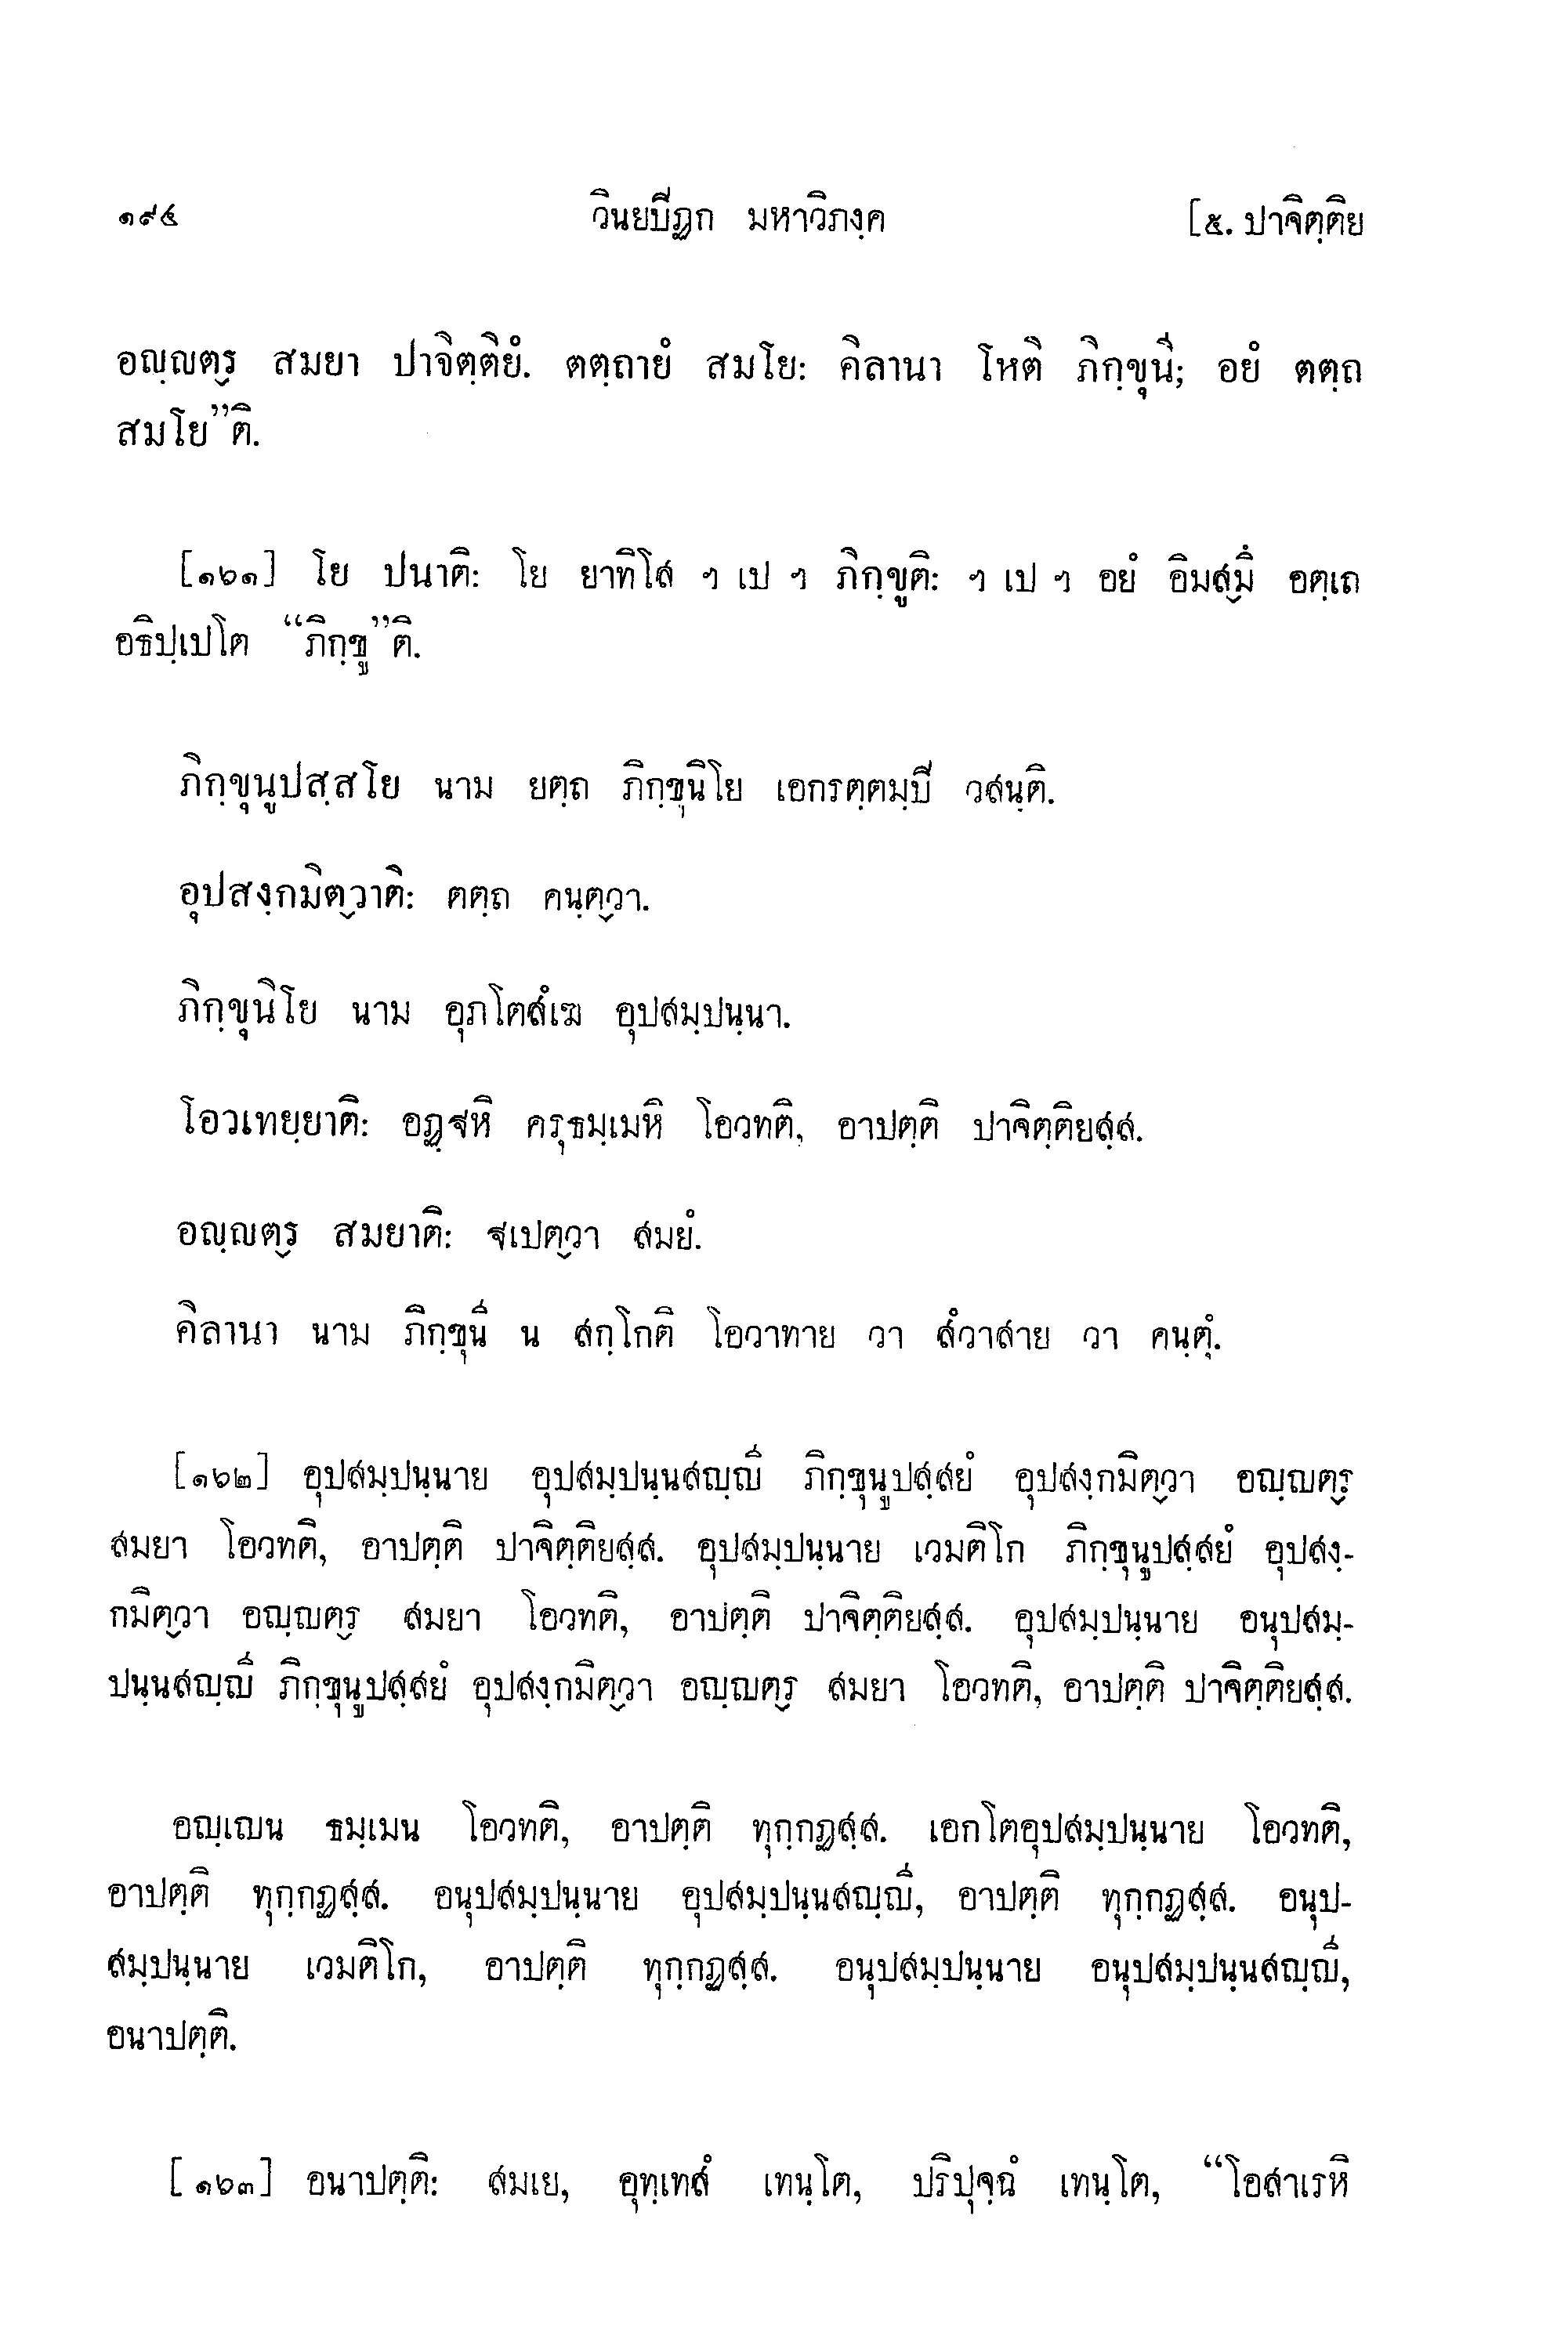 ๑๙๔ วินยปิฏก มหาวิภงฺค [๕. ปาจิตฺติย
อญฺญตฺร สมยา ปาจิตฺติยํ. ตตฺถายํ สมโย: คิลานา โหติ ภิกฺขุนี; อยํ ตตฺถ
สมโย”ติ.
[๑๖๑] โย ปนาติ: โย ยาทิโส ฯ เป ฯ ภิกฺขูติ: ฯ เป ฯ อยํ อิมสฺมึ อตฺเถ
อธิปฺเปโต “ภิกฺขู”ติ.
ภิกฺขุนูปสฺสโย นาม ยตฺถ ภิกฺขุนิโย เอกรตฺตมฺปิ วสนฺติ.
อุปสงฺกมิตฺวาติ: ตตฺถ คนฺตฺวา.
ภิกฺขุนิโย นาม อุภโตสํเฆ อุปสมฺปนฺนา.
โอวเทยฺยาติ: อฏฺฐหิ ครุธมฺเมหิ โอวทติ, อาปตฺติ ปาจิตฺติยสฺส.
อญฺญตฺร สมยาติ: ฐเปตฺวา สมยํ.
คิลานา นาม ภิกฺขุนี น สกฺโกติ โอวาทาย วา สํวาสาย วา คนฺตุํ.
[๑๖๒] อุปสมฺปนฺนาย อุปสมฺปนฺนสญฺญี ภิกฺขุนูปสฺสยํ อุปสงฺกมิตฺวา อญฺญตฺร
สมยา โอวทติ, อาปตฺติ ปาจิตฺติยสฺส. อุปสมฺปนฺนาย เวมติโก ภิกฺขุนูปสฺสยํ อุปสงฺ-
กมิตฺวา อญฺญตฺร สมยา โอวทติ, อาปตฺติ ปาจิตฺติยสฺส. อุปสมฺปนฺนาย อนุปสมฺ-
ปนฺนสญฺญี ภิกฺขุนูปสฺสยํ อุปสงฺกมิตฺวา อญฺญตฺร สมยา โอวทติ, อาปตฺติ ปาจิตฺติยสฺส.
อญฺเญน ธมฺเมน โอวทติ, อาปตฺติ ทุกฺกฏสฺส. เอกโตอุปสมฺปนฺนาย โอวทติ,
อาปตฺติ ทุกฺกฏสฺส. อนุปสมฺปนฺนาย อุปสมฺปนฺนสญฺญี, อาปตฺติ ทุกฺกฏสฺส. อนุป-
สมฺปนฺนาย เวมติโก, อาปตฺติ ทุกฺกฏสฺส. อนุปสมฺปนฺนาย อนุปสมฺปนฺนสญฺญี,
อนาปตฺติ.
[๑๖๓] อนาปตฺติ: สมเย, อุทฺเทสํ เทนฺโต, ปริปุจฺฉํ เทนฺโต, “โอสาเรหิ